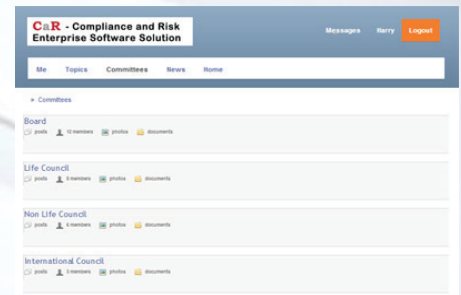 CaR - Compliance and Risk
Enterprise Software Solution
Messages Harry Logout
Me Topics Committees News Home
> Committees
Board
posts 12 members photos documents
Life Council
posts members photos documents
Non Life Council
posts members photos documents
International Council
posts members photos documents